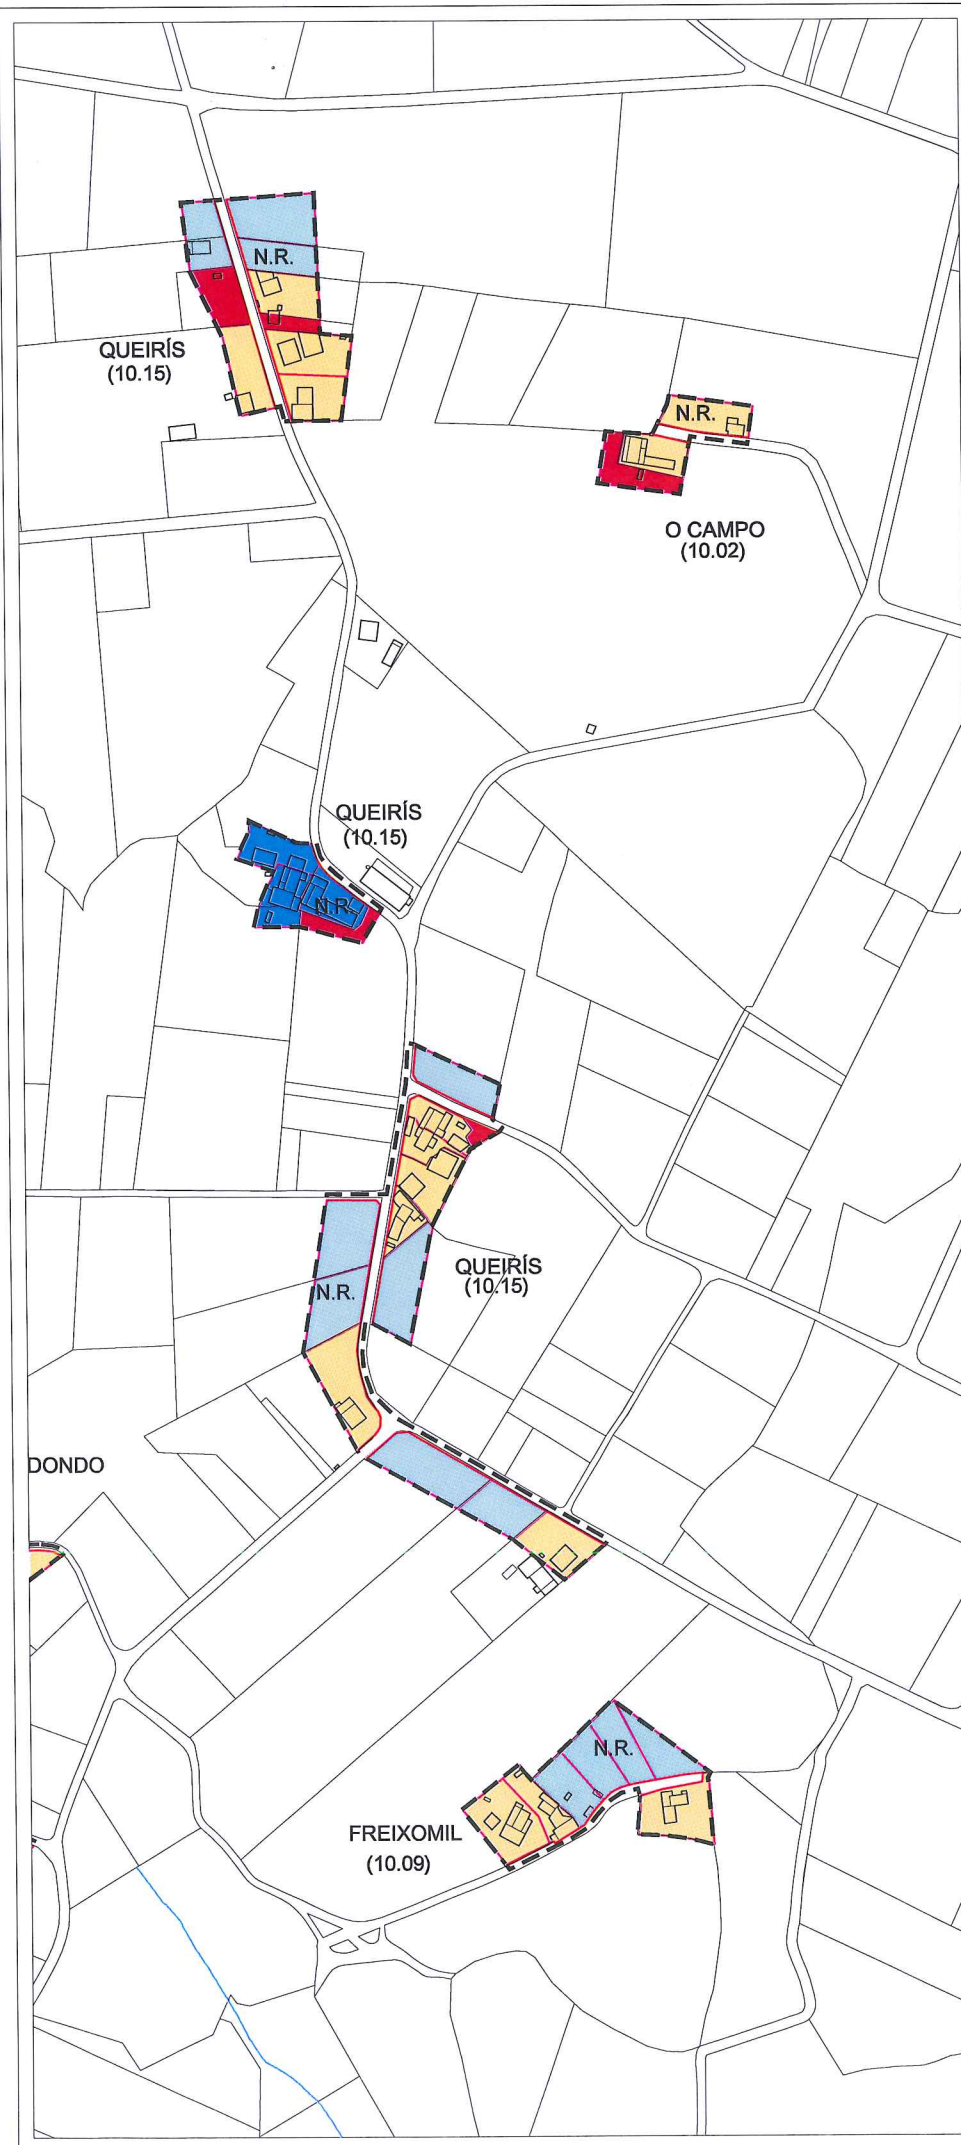 N.R.
QUEIRÍS
(10.15)
N.R.
O CAMPO
(10.02)
QUEIRÍS
(10.15)
N.R.
QUEIRÍS
(10.15)
N.R.
DONDO
N.R.
FREIXOMIL
(10.09)